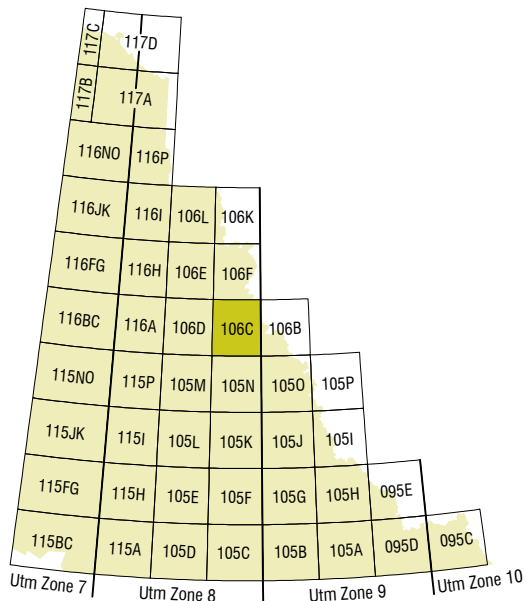 117C 117D
117B 117A
116NO 116P
116JK 116I 106L 106K
116FG 116H 106E 106F
116BC 116A 106D 106C 106B
115NO 115P 105M 105N 105O 105P
115JK 115I 105L 105K 105J 105I
115FG 115H 105E 105F 105G 105H 095E
115BC 115A 105D 105C 105B 105A 095D 095C
Utm Zone 7 Utm Zone 8 Utm Zone 9 Utm Zone 10